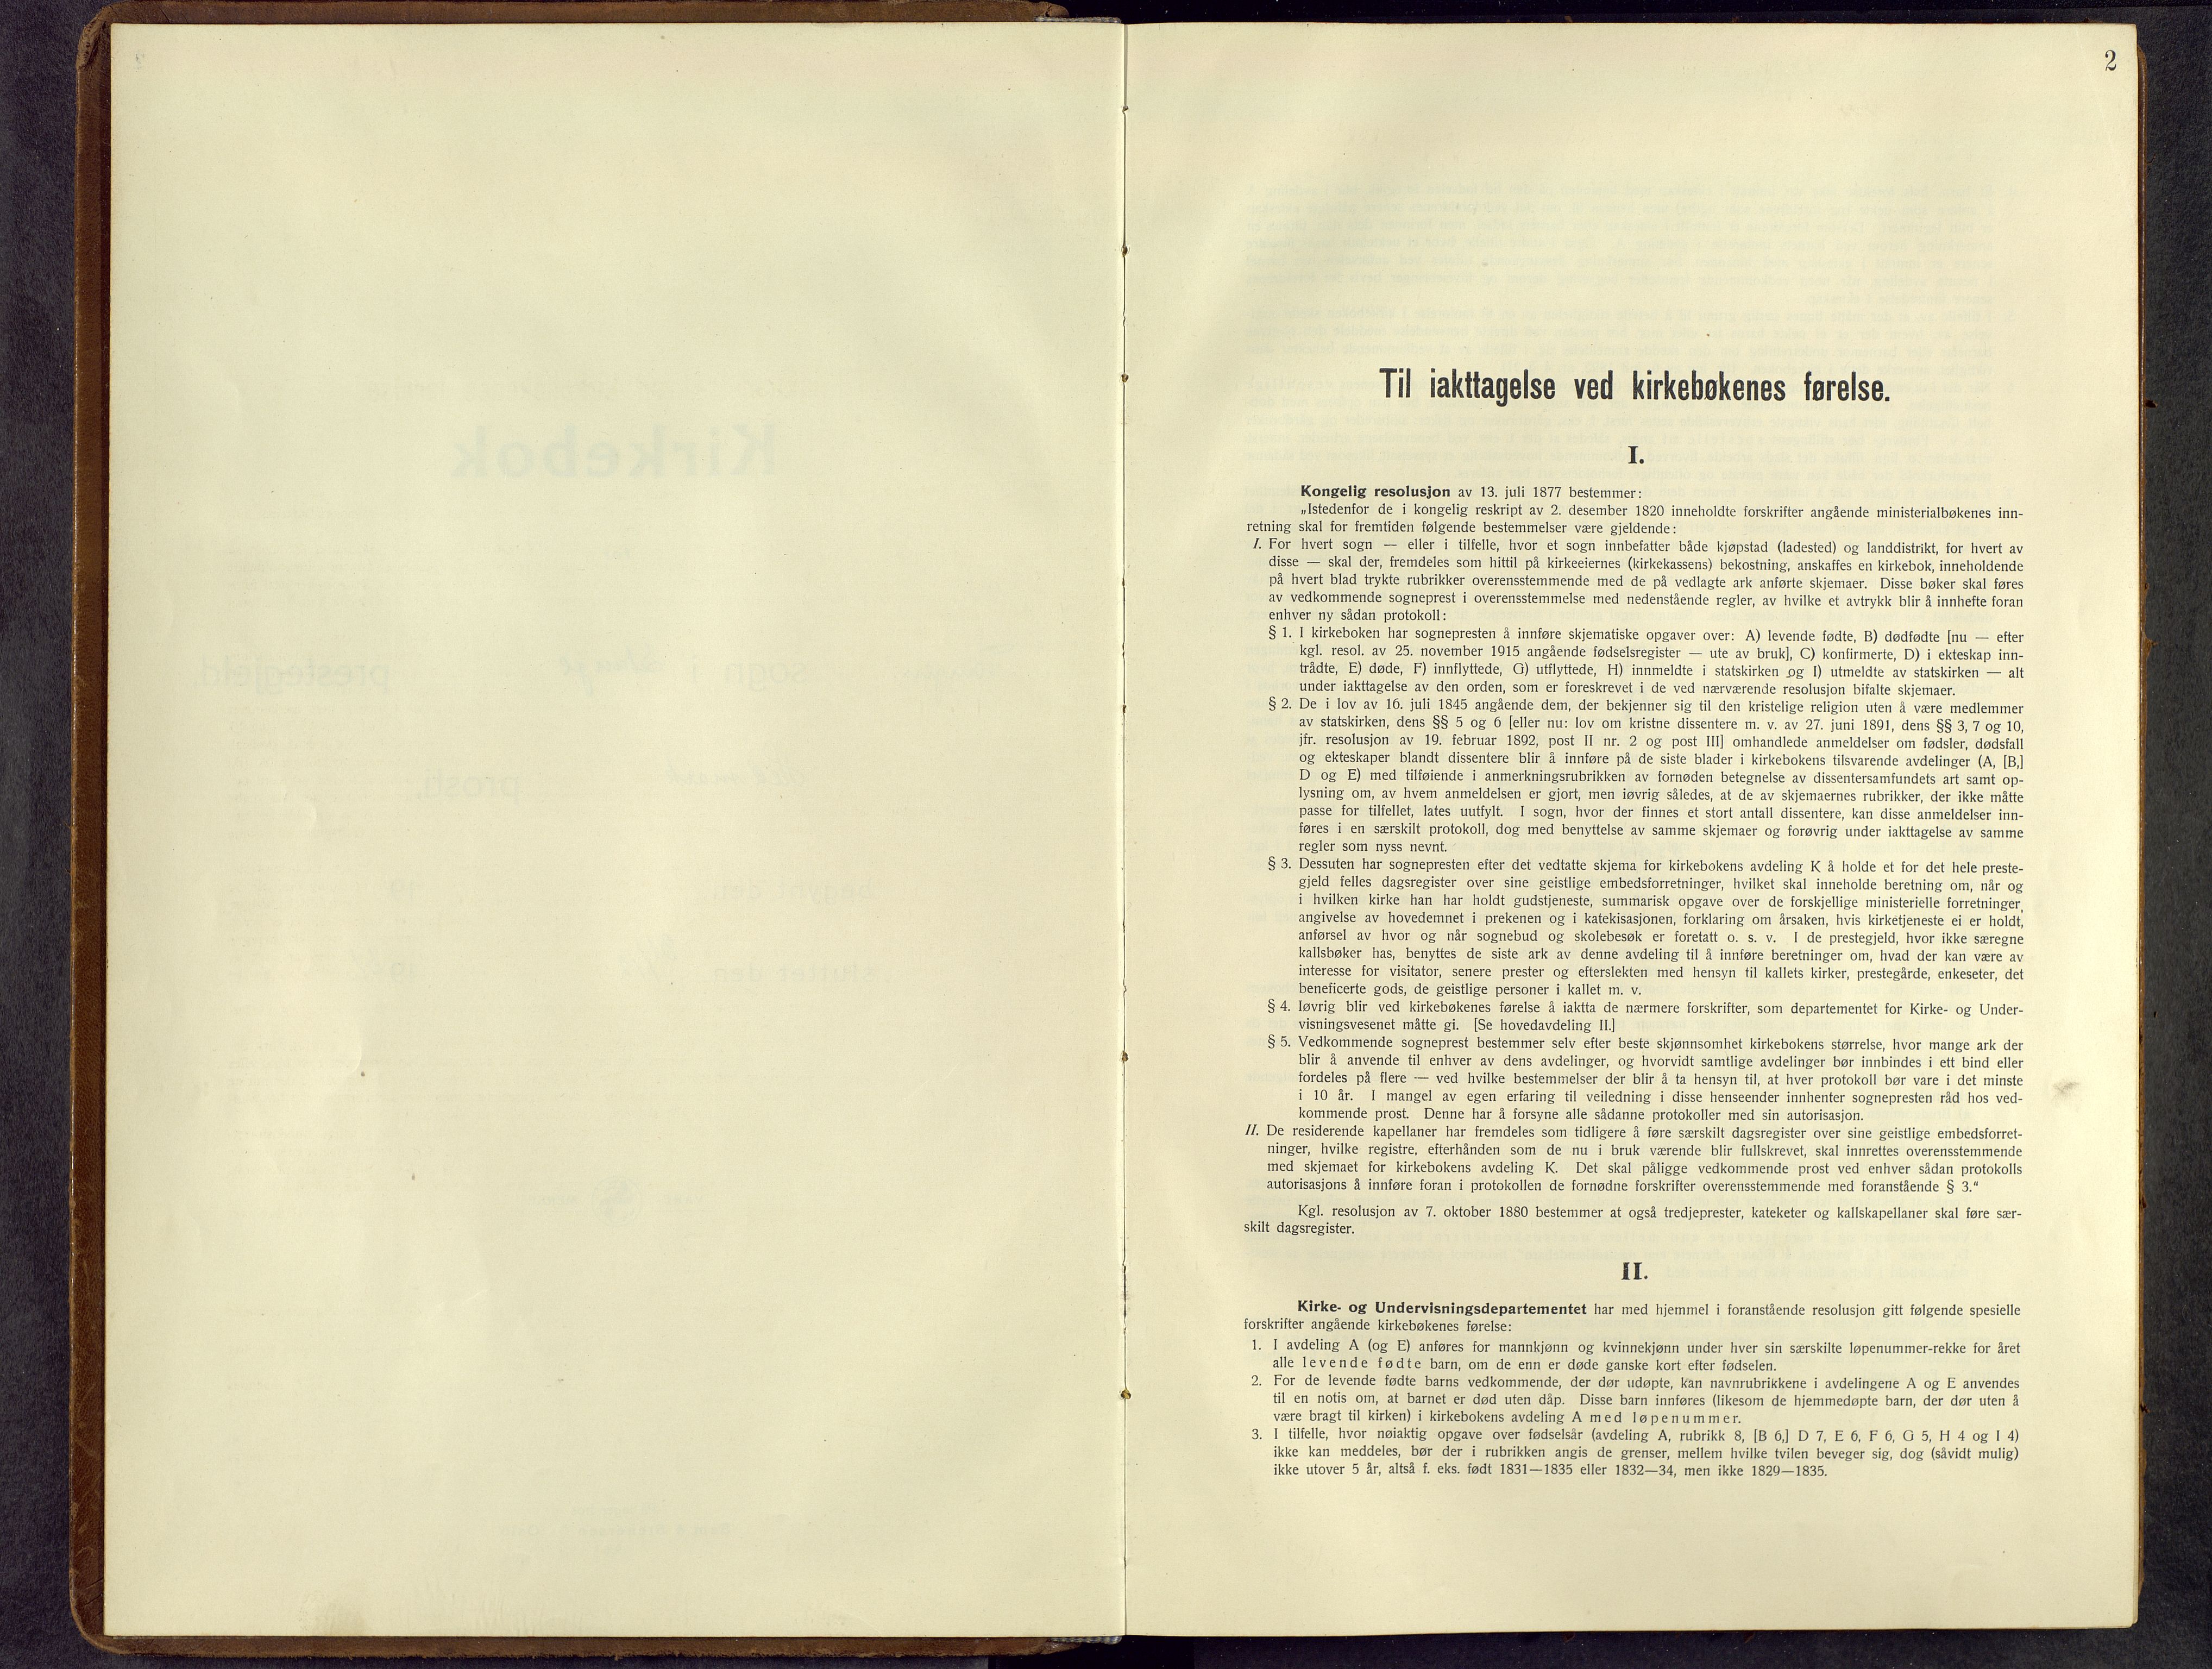 2
Til iakttagelse ved kirkebøkenes førelse.
I.
Kongelig resolusjon av 13. juli 1877 bestemmer:
„Istedenfor de i kongelig reskript av 2. desember 1820 inneholdte forskrifter angående ministerialbøkenes inn-
retning skal for fremtiden følgende bestemmelser være gjeldende:
I. For hvert sogn — eller i tilfelle, hvor et sogn innbefatter både kjøpstad (ladested) og landdistrikt, for hvert av
disse — skal der, fremdeles som hittil på kirkeeiernes (kirkekassens) bekostning, anskaffes en kirkebok, inneholdende
på hvert blad trykte rubrikker overensstemmende med de på vedlagte ark anførte skjemaer. Disse bøker skal føres
av vedkommende sogneprest i overensstemmelse med nedenstående regler, av hvilke et avtrykk blir å innhefte foran
enhver ny sådan protokoll:
§ 1. I kirkeboken har sognepresten å innføre skjematiske opgaver over: A) levende fødte, B) dødfødte [nu — efter
kgl. resol. av 25. november 1915 angående fødselsregister — ute av bruk], C) konfirmerte, D) i ekteskap inn-
trådte, E) døde, F) innflyttede, G) utflyttede, H) innmeldte i statskirken og I) utmeldte av statskirken — alt
under iakttagelse av den orden, som er foreskrevet i de ved nærværende resolusjon bifalte skjemaer.
§ 2. De i lov av 16. juli 1845 angående dem, der bekjenner sig til den kristelige religion uten å være medlemmer
av statskirken, dens §§ 5 og 6 [eller nu: lov om kristne dissentere m. v. av 27. juni 1891, dens §§ 3, 7 og 10,
jfr. resolusjon av 19. februar 1892, post II nr. 2 og post III] omhandlede anmeldelser om fødsler, dødsfall
og ekteskaper blandt dissentere blir å innføre på de siste blader i kirkebokens tilsvarende avdelinger (A, [B,]
D og E) med tilføiende i anmerkningsrubrikken av fornøden betegnelse av dissentersamfundets art samt op-
lysning om, av hvem anmeldelsen er gjort, men iøvrig således, at de av skjemaernes rubrikker, der ikke måtte
passe for tilfellet, lates uutfylt. I sogn, hvor der finnes et stort antall dissentere, kan disse anmeldelser inn-
føres i en særskilt protokoll, dog med benyttelse av samme skjemaer og forøvrig under iakttagelse av samme
regler som nyss nevnt.
§ 3. Dessuten har sognepresten efter det vedtatte skjema for kirkebokens avdeling K å holde et for det hele preste-
gjeld felles dagsregister over sine geistlige embedsforretninger, hvilket skal inneholde beretning om, når og
i hvilken kirke han har holdt gudstjeneste, summarisk opgave over de forskjellige ministerielle forretninger,
angivelse av hovedemnet i prekenen og i katekisasjonen, forklaring om årsaken, hvis kirketjeneste ei er holdt,
anførsel av hvor og når sognebud og skolebesøk er foretatt o. s. v. I de prestegjeld, hvor ikke særegne
kallsbøker has, benyttes de siste ark av denne avdeling til å innføre beretninger om, hvad der kan være av
interesse for visitator, senere prester og efterslekten med hensyn til kallets kirker, prestegårde, enkeseter, det
beneficerte gods, de geistlige personer i kallet m. v.
§ 4. Iøvrig blir ved kirkebøkenes førelse å iaktta de nærmere forskrifter, som departementet for Kirke- og Under-
visningsvesenet måtte gi. [Se hovedavdeling II.]
§ 5. Vedkommende sogneprest bestemmer selv efter beste skjønnsomhet kirkebokens størrelse, hvor mange ark der
blir å anvende til enhver av dens avdelinger, og hvorvidt samtlige avdelinger bør innbindes i ett bind eller
fordeles på flere — ved hvilke bestemmelser der blir å ta hensyn til, at hver protokoll bør vare i det minste
i 10 år. I mangel av egen erfaring til veiledning i disse henseender innhenter sognepresten råd hos ved-
kommende prost. Denne har å forsyne alle sådanne protokoller med sin autorisasjon.
II. De residerende kapellaner har fremdeles som tidligere å føre særskilt dagsregister over sine geistlige embedsforret-
ninger, hvilke registre, efterhånden som de nu i bruk værende blir fullskrevet, skal innrettes overensstemmende
med skjemaet for kirkebokens avdeling K. Det skal påligge vedkommende prost ved enhver sådan protokolls
autorisasjons å innføre foran i protokollen de fornødne forskrifter overensstemmende med foranstående § 3."
Kgl. resolusjon av 7. oktober 1880 bestemmer at også tredjeprester, kateketer og kallskapellaner skal føre sær-
skilt dagsregister.
II.
Kirke- og Undervisningsdepartementet har med hjemmel i foranstående resolusjon gitt følgende spesielle
forskrifter angående kirkebøkenes førelse:
1. I avdeling A (og E) anføres for mannkjønn og kvinnekjønn under hver sin særskilte løpenummer-rekke for året
alle levende fødte barn, om de enn er døde ganske kort efter fødselen.
2. For de levende fødte barns vedkommende, der dør udøpte, kan navnrubrikkene i avdelingene A og E anvendes
til en notis om, at barnet er død uten dåp. Disse barn innføres (likesom de hjemmedøpte barn, der dør uten å
være bragt til kirken) i kirkebokens avdeling A med løpenummer.
3. I tilfelle, hvor nøiaktig opgave over fødselsår (avdeling A, rubrikk 8, [B 6,] D 7, E 6, F 6, G 5, H 4 og I 4)
ikke kan meddeles, bør der i rubrikken angis de grenser, mellem hvilke tvilen beveger sig, dog (såvidt mulig)
ikke utover 5 år, altså f. eks. født 1831—1835 eller 1832—34, men ikke 1829—1835.